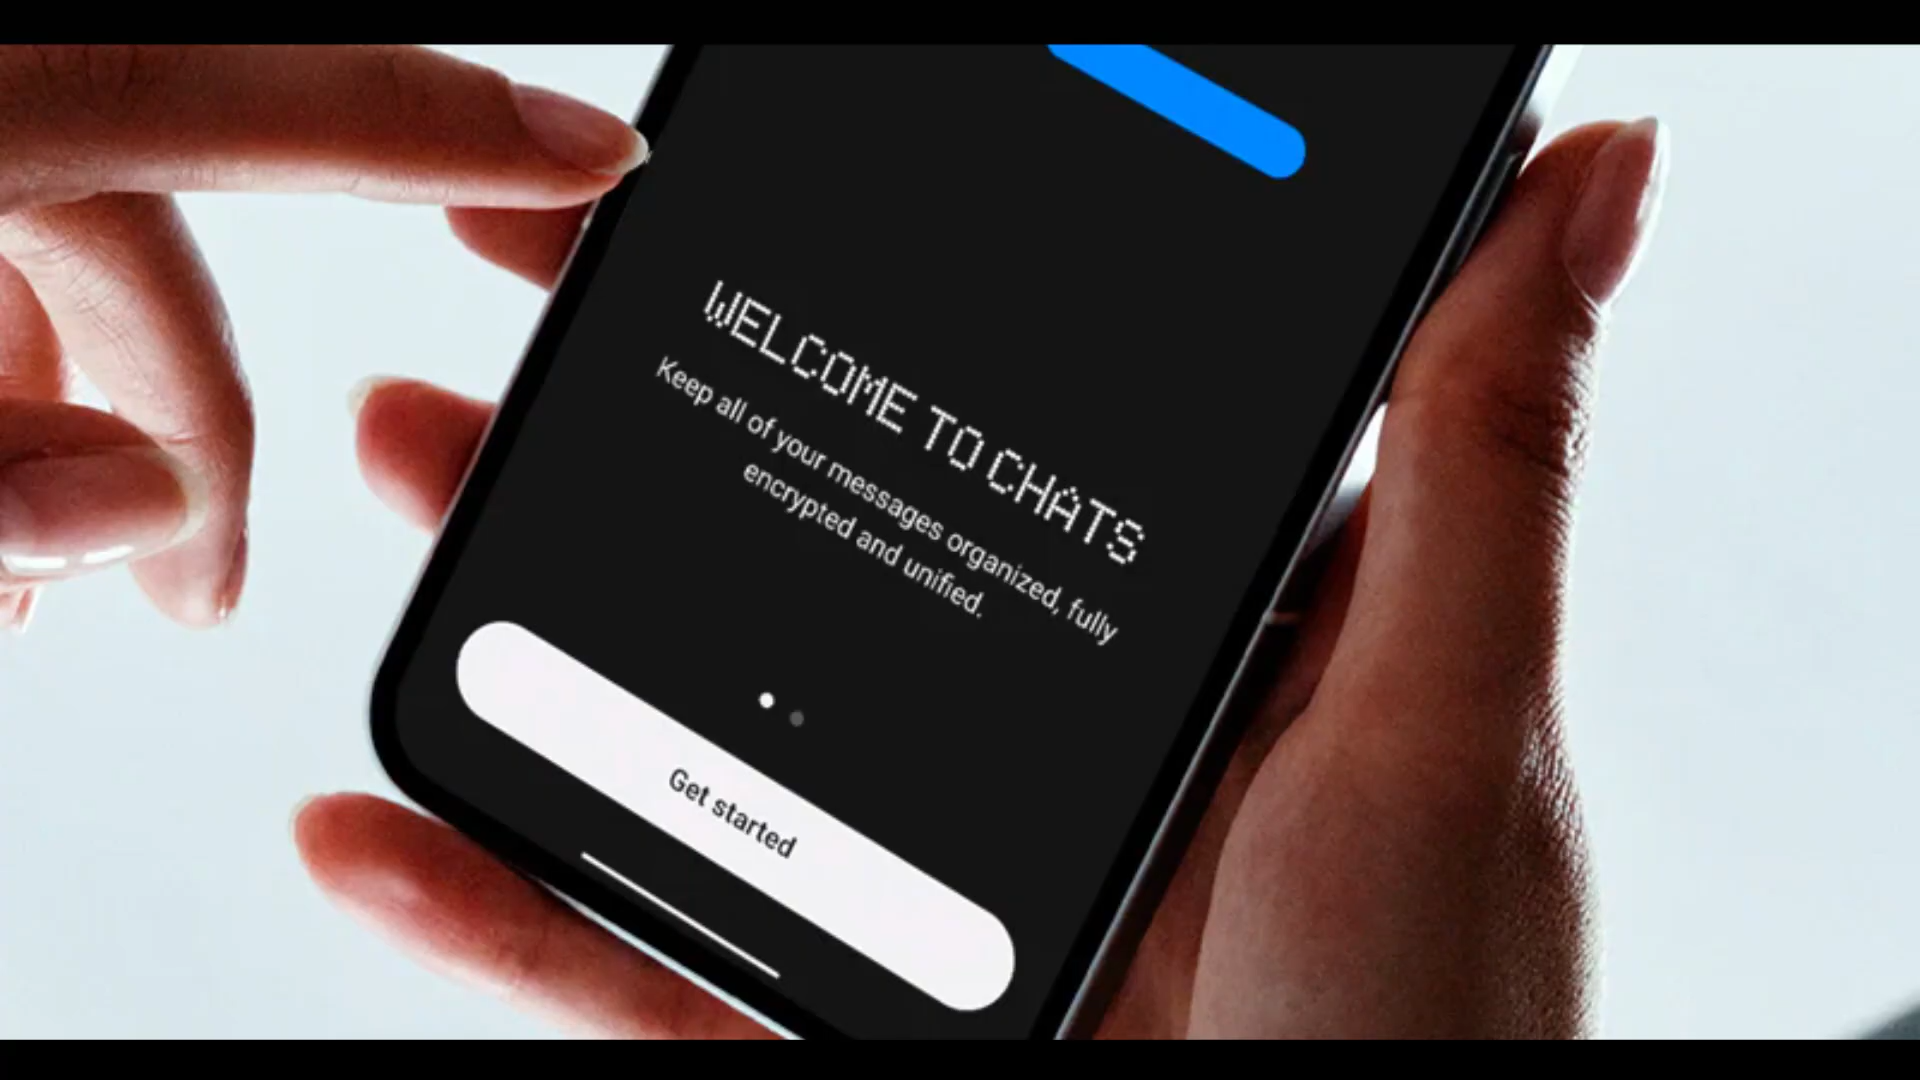 WELCOME TO CHATS
Keep all of your messages organized, fully
encrypted and unified.
Get started